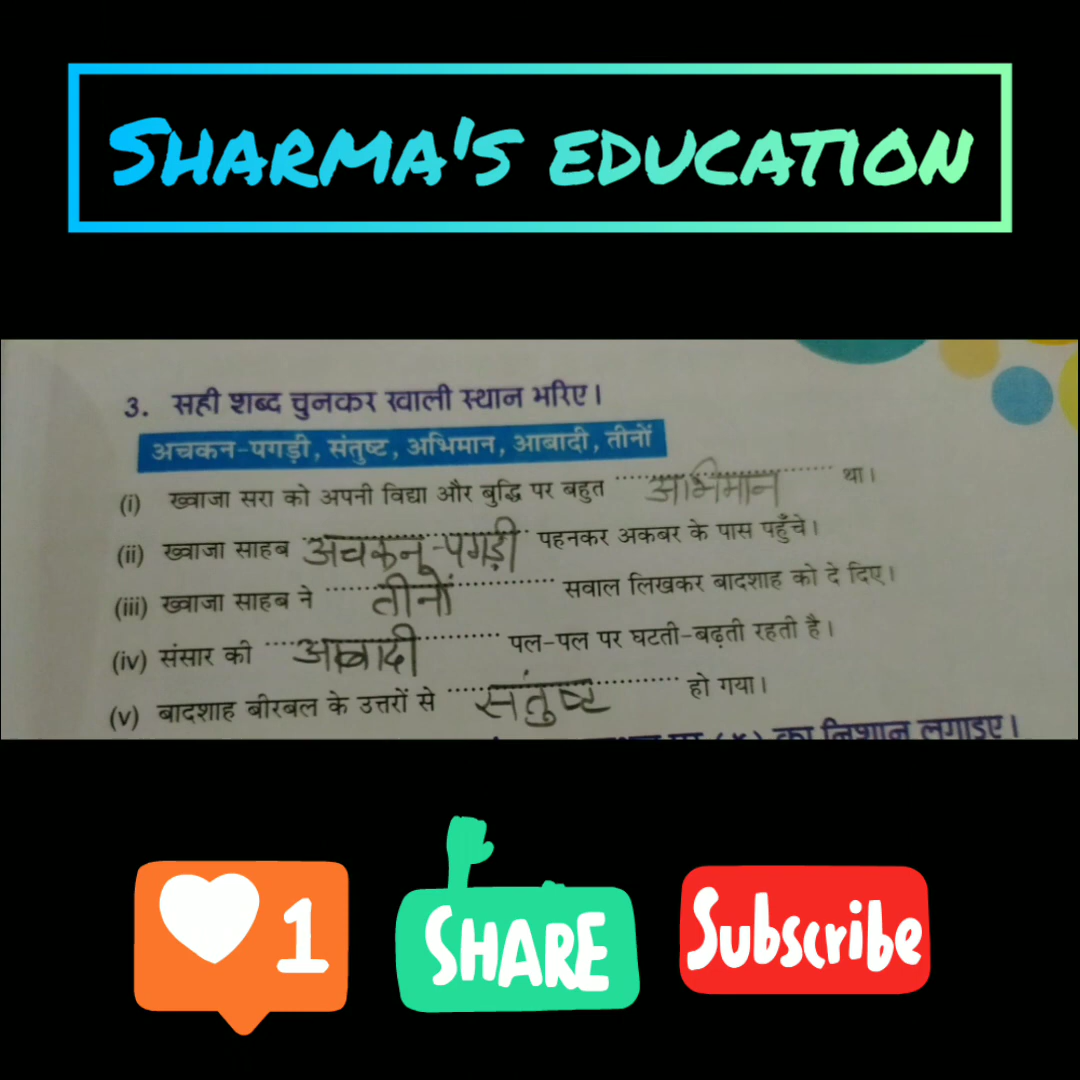 SHARMA'S EDUCATION
3. सही शब्द चुनकर खाली स्थान भरिए।
अचकन-पगड़ी, संतुष्ट, अभिमान, आबादी, तीनों
(i) ख्वाजा सरा को अपनी विद्या और बुद्धि पर बहुत अभिमान था।
(ii) ख्वाजा साहब अचकन-पगड़ी पहनकर अकबर के पास पहुँचे।
(iii) ख्वाजा साहब ने तीनों सवाल लिखकर बादशाह को दे दिए।
(iv) संसार की आबादी पल-पल पर घटती-बढ़ती रहती है।
(v) बादशाह बीरबल के उत्तरों से संतुष्ट हो गया।
का निशान लगाइए।
1 SHARE Subscribe